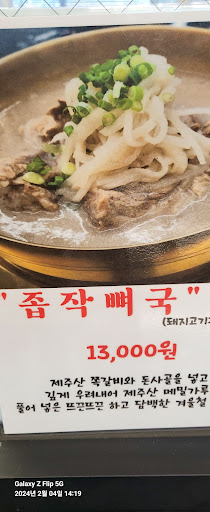 "좁작뼈국"
(돼지고기
13,000원
제주산 쪽갈비와 돈사골을 넣고
깊게 우려내어 제주산 메밀가루
풀어 넣은 뜨끈뜨끈 하고 담백한 겨울철
Galaxy Z Flip 5G
2024년 2월 04일 14:19